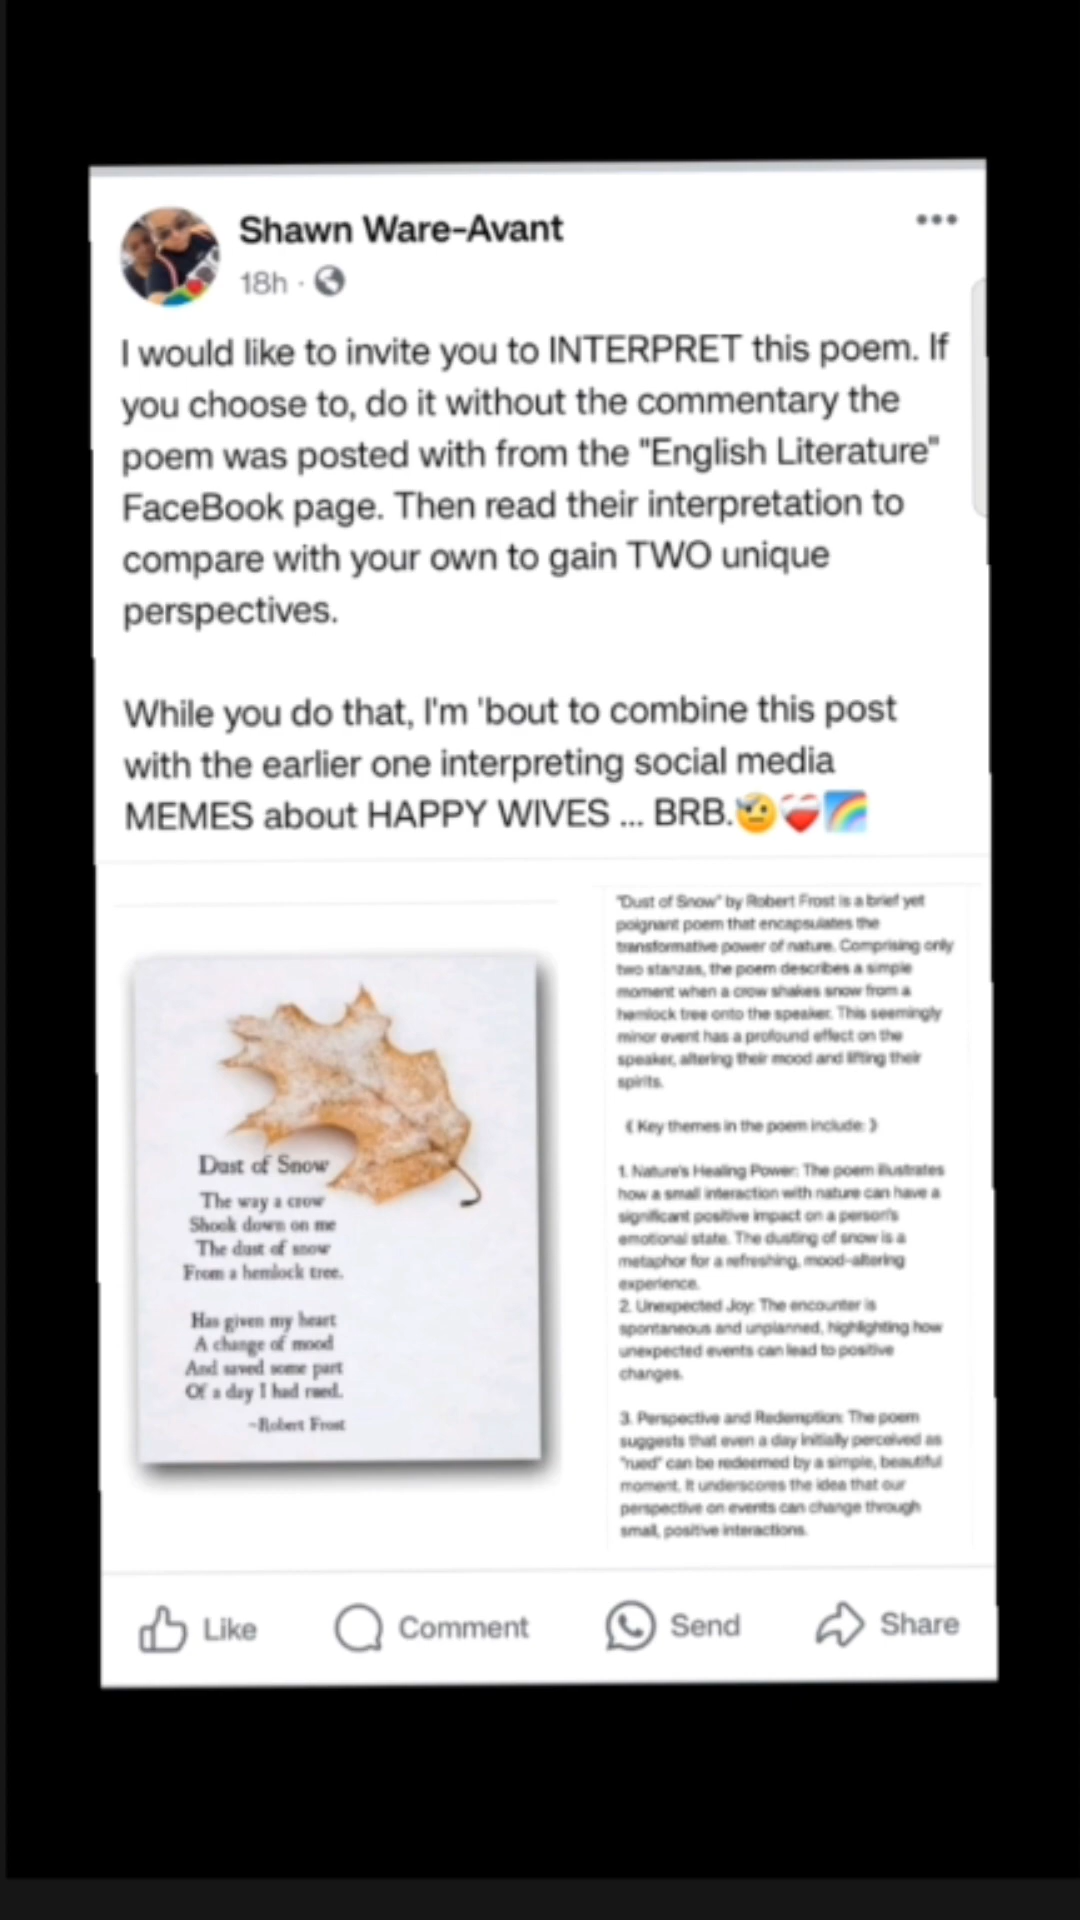 Shawn Ware-Avant
18h ·
I would like to invite you to INTERPRET this poem. If
you choose to, do it without the commentary the
poem was posted with from the "English Literature"
FaceBook page. Then read their interpretation to
compare with your own to gain TWO unique
perspectives.
While you do that, I'm 'bout to combine this post
with the earlier one interpreting social media
MEMES about HAPPY WIVES ... BRB.🤕❤️‍🩹🌈
Dust of Snow
The way a crow
Shook down on me
The dust of snow
From a hemlock tree.
Has given my heart
A change of mood
And saved some part
Of a day I had rued.
~Robert Frost
"Dust of Snow" by Robert Frost is a brief yet
poignant poem that encapsulates the
transformative power of nature. Comprising only
two stanzas, the poem describes a simple
moment when a crow shakes snow from a
hemlock tree onto the speaker. This seemingly
minor event has a profound effect on the
speaker, altering their mood and lifting their
spirits.
《 Key themes in the poem include: 》
1. Nature's Healing Power: The poem illustrates
how a small interaction with nature can have a
significant positive impact on a person's
emotional state. The dusting of snow is a
metaphor for a refreshing, mood-altering
experience.
2. Unexpected Joy: The encounter is
spontaneous and unplanned, highlighting how
unexpected events can lead to positive
changes.
3. Perspective and Redemption: The poem
suggests that even a day initially perceived as
"rued" can be redeemed by a simple, beautiful
moment. It underscores the idea that our
perspective on events can change through
small, positive interactions.
Like
Comment
Send
Share